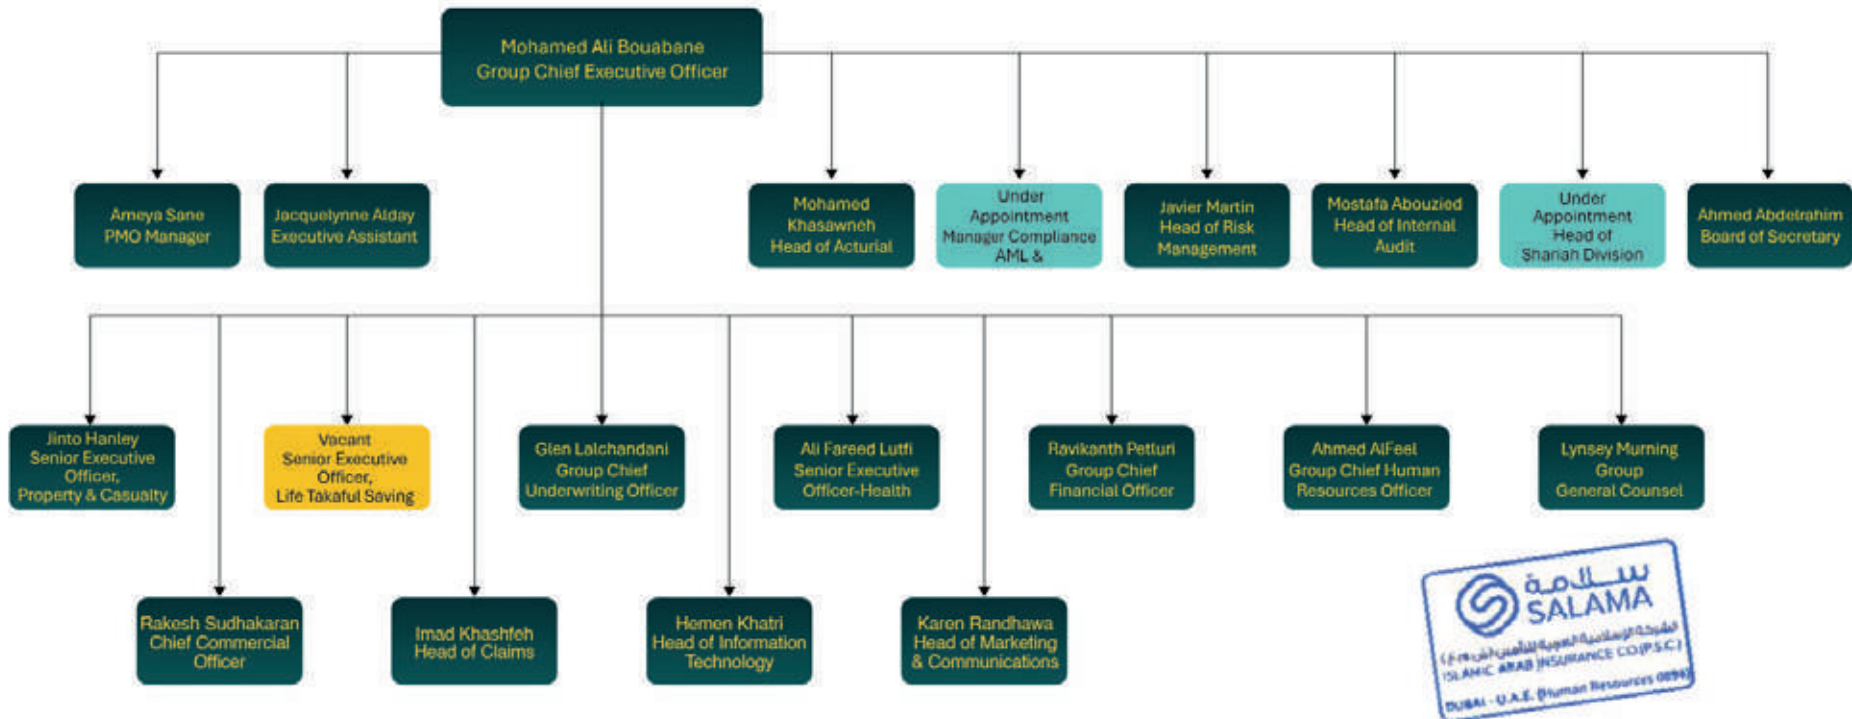 Mohamed Ali Bouabane
Group Chief Executive Officer
Ameya Sane
PMO Manager
Jacquelynne Alday
Executive Assistant
Mohamed
Khasawneh
Head of Acturial
Under
Appointment
Manager Compliance
AML &
Javier Martin
Head of Risk
Management
Mostafa Abouzied
Head of Internal
Audit
Under
Appointment
Head of
Shariah Division
Ahmed Abdelrahim
Board of Secretary
Jinto Hanley
Senior Executive
Officer,
Property & Casualty
Vacant
Senior Executive
Officer,
Life Takaful Saving
Glen Lalchandani
Group Chief
Underwriting Officer
Ali Fareed Lutfi
Senior Executive
Officer-Health
Ravikanth Petluri
Group Chief
Financial Officer
Ahmed AlFeel
Group Chief Human
Resources Officer
Lynsey Murning
Group
General Counsel
Rakesh Sudhakaran
Chief Commercial
Officer
Imad Khashfeh
Head of Claims
Hemen Khatri
Head of Information
Technology
Karen Randhawa
Head of Marketing
& Communications
سلامة
SALAMA
ISLAMIC ARAB INSURANCE CO.(P.S.C.)
DUBAI - U.A.E. (Human Resources